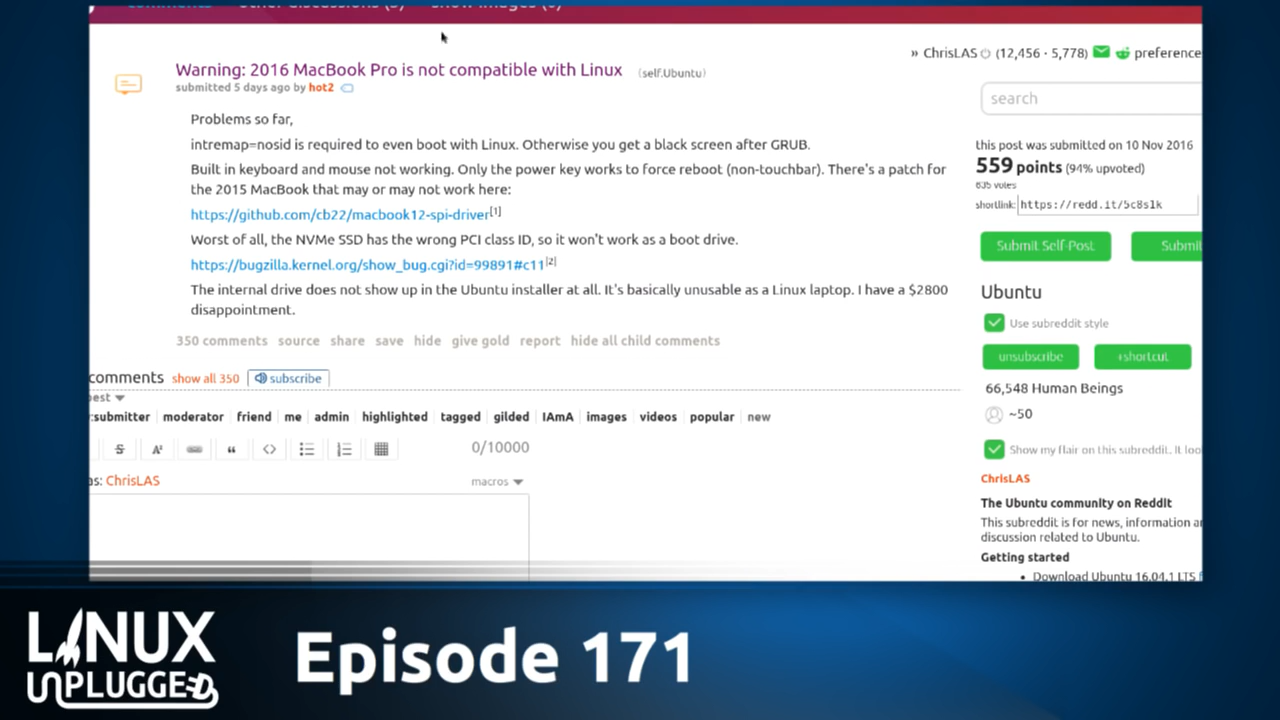 comments Other discussions (5) Show Images (0)
» ChrisLAS (12,456 · 5,778) preference
Warning: 2016 MacBook Pro is not compatible with Linux (self.Ubuntu)
submitted 5 days ago by hot2
Problems so far,
intremap=nosid is required to even boot with Linux. Otherwise you get a black screen after GRUB.
Built in keyboard and mouse not working. Only the power key works to force reboot (non-touchbar). There's a patch for
the 2015 MacBook that may or may not work here:
https://github.com/cb22/macbook12-spi-driver[1]
Worst of all, the NVMe SSD has the wrong PCI class ID, so it won't work as a boot drive.
https://bugzilla.kernel.org/show_bug.cgi?id=99891#c11[2]
The internal drive does not show up in the Ubuntu installer at all. It's basically unusable as a Linux laptop. I have a $2800
disappointment.
350 comments source share save hide give gold report hide all child comments
comments show all 350 subscribe
best
:submitter moderator friend me admin highlighted tagged gilded IAmA images videos popular new
0/10000
as: ChrisLAS macros
search
this post was submitted on 10 Nov 2016
559 points (94% upvoted)
635 votes
shortlink: https://redd.it/5c8s1k
Submit Self-Post Submit
Ubuntu
Use subreddit style
unsubscribe +shortcut
66,548 Human Beings
~50
Show my flair on this subreddit. It loo
ChrisLAS
The Ubuntu community on Reddit
This subreddit is for news, information a
discussion related to Ubuntu.
Getting started
• Download Ubuntu 16.04.1 LTS
LINUX
UNPLUGGED
Episode 171